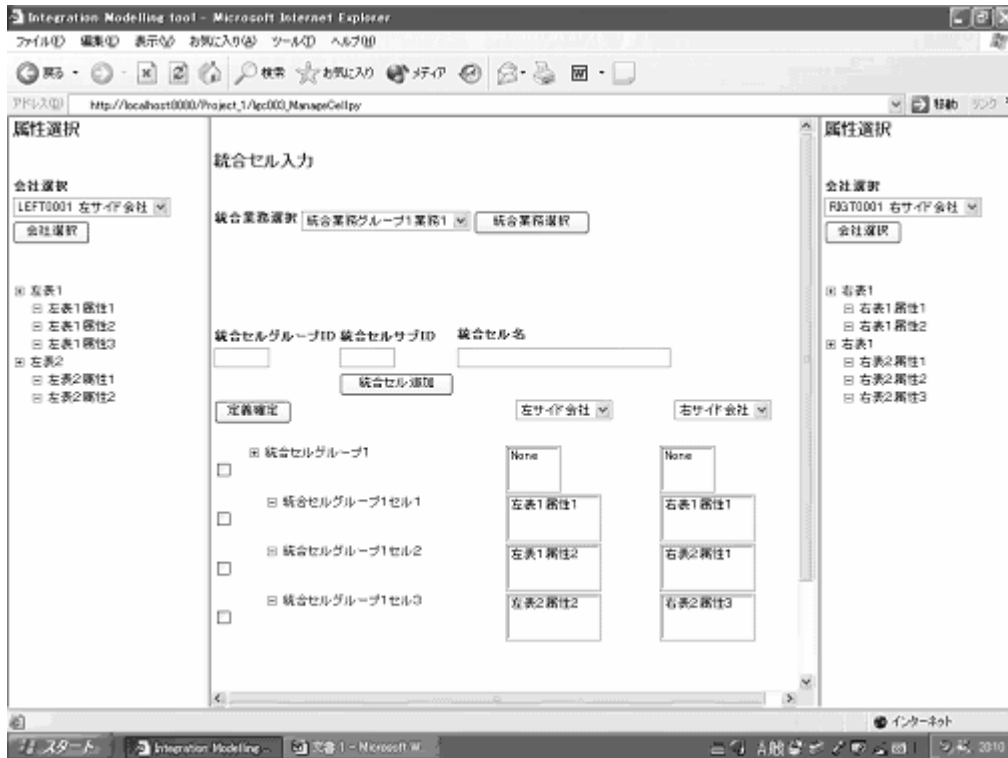 Integration Modelling tool - Microsoft Internet Explorer
ファイル(F) 編集(E) 表示(V) お気に入り(A) ツール(T) ヘルプ(H)
戻る 検索 お気に入り メディア
アドレス(D) http://localhost:8080/Project_1/Igc003_ManageCell.py 移動 リンク
属性選択
会社選択
LEFT0001 左サイド会社
会社選択
左表1
左表1属性1
左表1属性2
左表1属性3
左表2
左表2属性1
左表2属性2
統合セル入力
統合業務選択 統合業務グループ1業務1 統合業務選択
統合セルグループID 統合セルサブID 統合セル名
統合セル追加
定義確定 左サイド会社 右サイド会社
統合セルグループ1 None None
統合セルグループ1セル1 左表1属性1 右表1属性1
統合セルグループ1セル2 左表1属性2 右表2属性1
統合セルグループ1セル3 左表2属性2 右表2属性3
属性選択
会社選択
RIGT0001 右サイド会社
会社選択
右表1
右表1属性1
右表1属性2
右表1
右表2属性1
右表2属性2
右表2属性3
インターネット
スタート Integration Modelling... 文書 1 - Microsoft W... A般 20:10